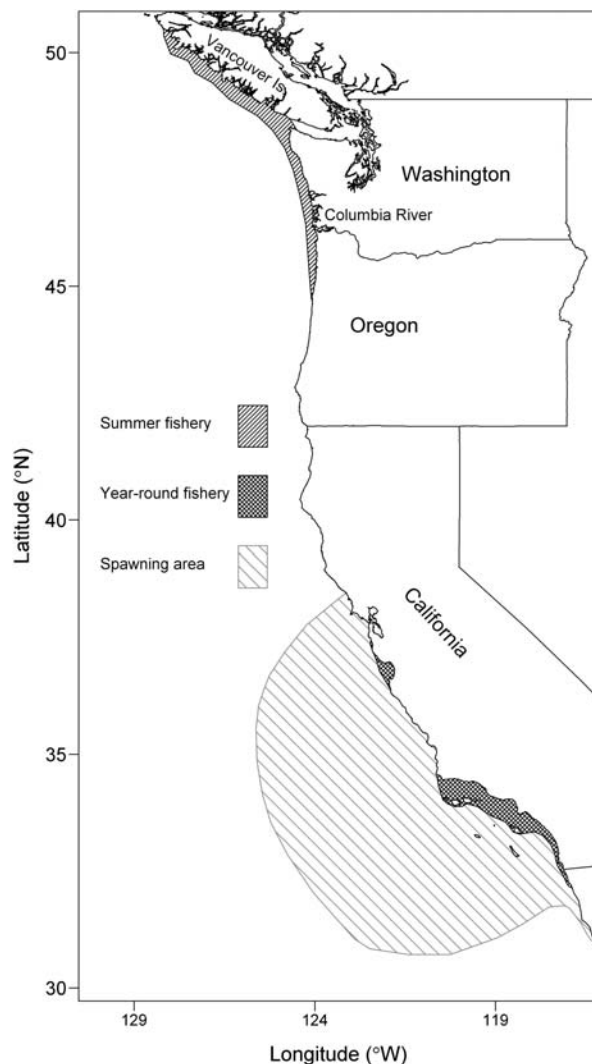 50
Vancouver Is.
Washington
Columbia River
45
Oregon
Summer fishery
Year-round fishery
Latitude (°N)
40
Spawning area
California
35
30
129
124
119
Longitude (°W)